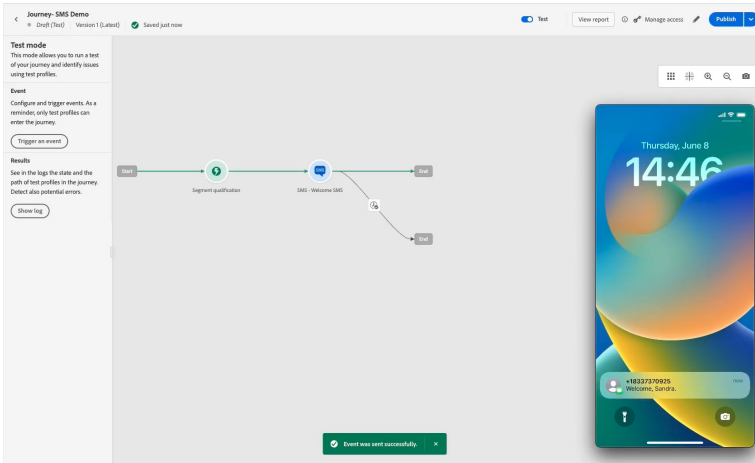 Journey- SMS Demo
Draft (Test) Version 1 (Latest) Saved just now
Test
View report
Manage access
Publish
Test mode
This mode allows you to run a test
of your journey and identify issues
using test profiles.
Event
Configure and trigger events. As a
reminder, only test profiles can
enter the journey.
Trigger an event
Results
See in the logs the state and the
path of test profiles in the journey.
Detect also potential errors.
Show log
Start
Segment qualification
SMS
SMS - Welcome SMS
End
End
Event was sent successfully.
Thursday, June 8
14:46
+18337370925
Now
Welcome, Sandra.